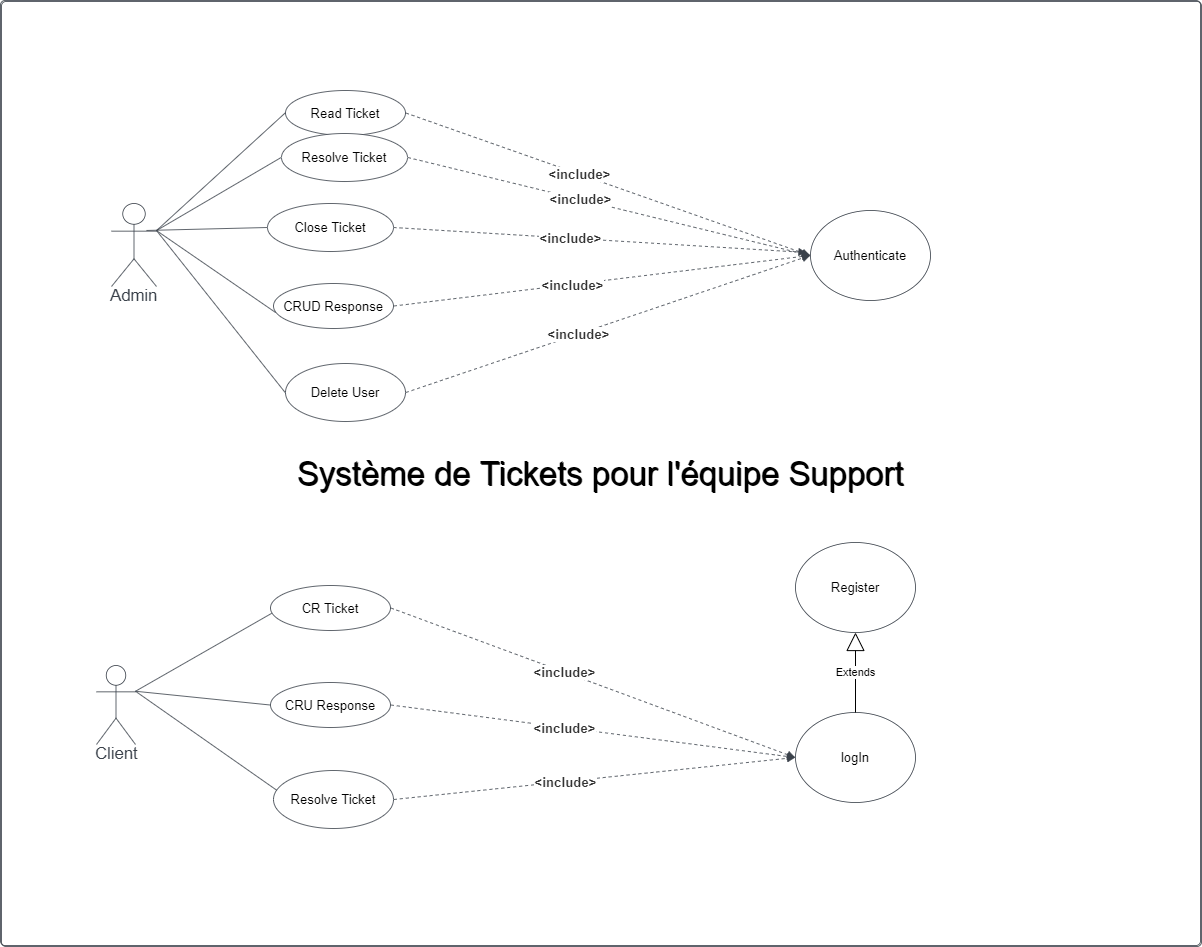 Read Ticket
Resolve Ticket
<include>
<include>
Close Ticket
<include>
Authenticate
Admin
CRUD Response
<include>
<include>
Delete User
Système de Tickets pour l'équipe Support
Register
CR Ticket
<include>
Extends
CRU Response
<include>
Client
logIn
<include>
Resolve Ticket